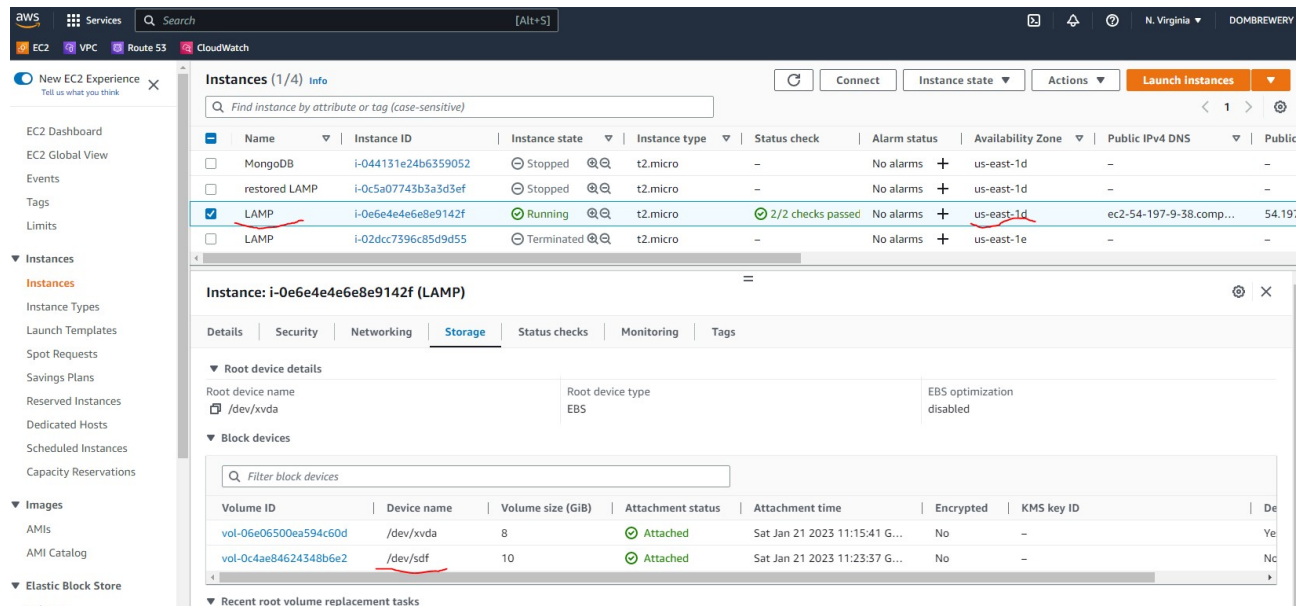 aws Services Search [Alt+S] N. Virginia ▼ DOMBREWERY
EC2 VPC Route 53 CloudWatch
New EC2 Experience
Tell us what you think
EC2 Dashboard
EC2 Global View
Events
Tags
Limits
▼ Instances
Instances
Instance Types
Launch Templates
Spot Requests
Savings Plans
Reserved Instances
Dedicated Hosts
Scheduled Instances
Capacity Reservations
▼ Images
AMIs
AMI Catalog
▼ Elastic Block Store
Instances (1/4) Info Connect Instance state ▼ Actions ▼ Launch instances ▼
Find instance by attribute or tag (case-sensitive) < 1 >
Name Instance ID Instance state Instance type Status check Alarm status Availability Zone Public IPv4 DNS Public
MongoDB i-044131e24b6359052 Stopped t2.micro – No alarms + us-east-1d – –
restored LAMP i-0c5a07743b3a3d3ef Stopped t2.micro – No alarms + us-east-1d – –
LAMP i-0e6e4e4e6e8e9142f Running t2.micro 2/2 checks passed No alarms + us-east-1d ec2-54-197-9-38.comp... 54.197
LAMP i-02dcc7396c85d9d55 Terminated t2.micro – No alarms + us-east-1e – –
Instance: i-0e6e4e4e6e8e9142f (LAMP)
Details Security Networking Storage Status checks Monitoring Tags
▼ Root device details
Root device name Root device type EBS optimization
/dev/xvda EBS disabled
▼ Block devices
Filter block devices
Volume ID Device name Volume size (GiB) Attachment status Attachment time Encrypted KMS key ID De
vol-06e06500ea594c60d /dev/xvda 8 Attached Sat Jan 21 2023 11:15:41 G... No – Ye
vol-0c4ae84624348b6e2 /dev/sdf 10 Attached Sat Jan 21 2023 11:23:37 G... No – No
▼ Recent root volume replacement tasks